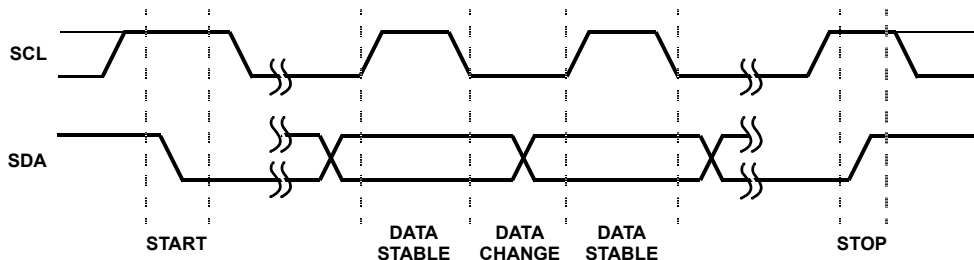 SCL
SDA
START
DATA
STABLE
DATA
CHANGE
DATA
STABLE
STOP